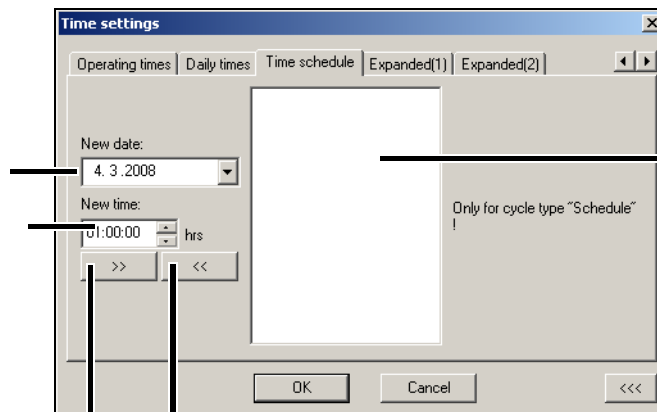 Time settings
Operating times Daily times Time schedule Expanded(1) Expanded(2)
New date:
4. 3 .2008
New time:
01:00:00 hrs
>> <<
Only for cycle type "Schedule"
!
OK Cancel <<<